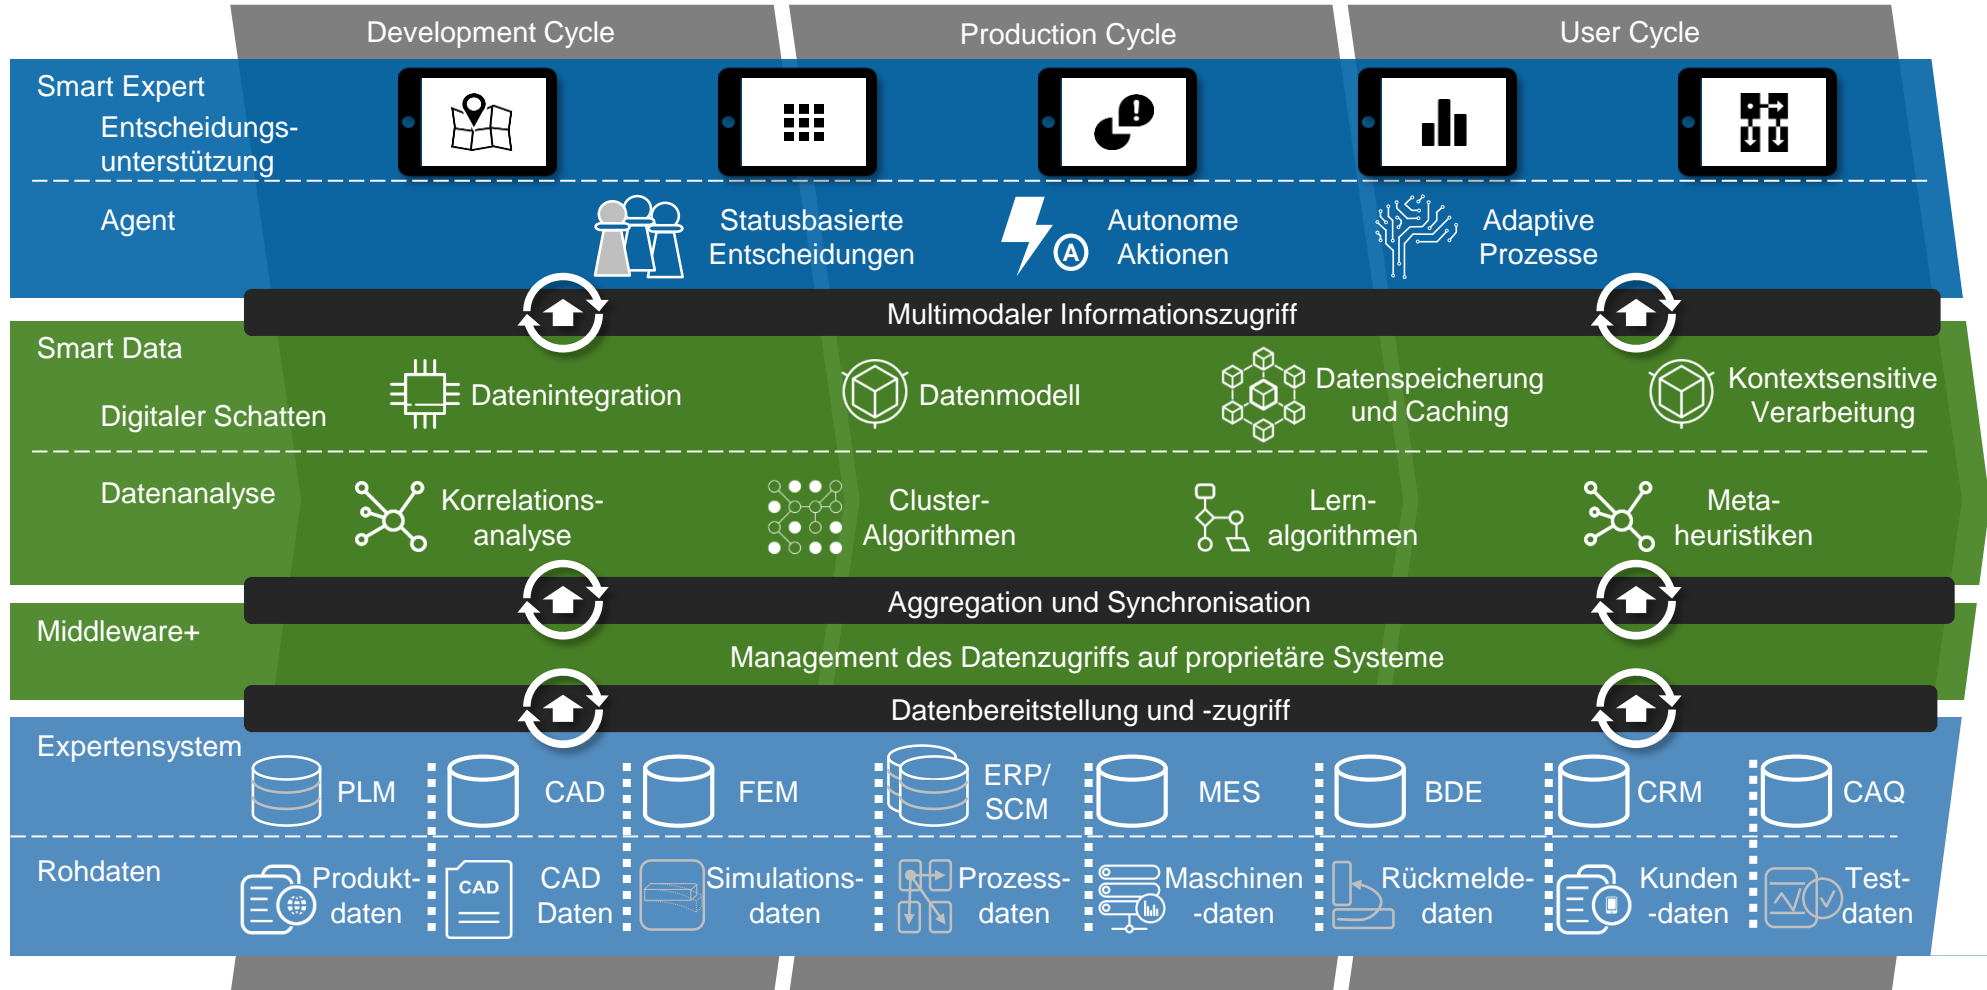 Development Cycle
Production Cycle
User Cycle
Smart Expert
Entscheidungs-
unterstützung
!
Agent
Statusbasierte
Entscheidungen
A
Autonome
Aktionen
Adaptive
Prozesse
Multimodaler Informationszugriff
Smart Data
Digitaler Schatten
Datenintegration
Datenmodell
Datenspeicherung
und Caching
Kontextsensitive
Verarbeitung
Datenanalyse
Korrelations-
analyse
Cluster-
Algorithmen
Lern-
algorithmen
Meta-
heuristiken
Aggregation und Synchronisation
Middleware+
Management des Datenzugriffs auf proprietäre Systeme
Datenbereitstellung und -zugriff
Expertensystem
PLM
CAD
FEM
ERP/
SCM
MES
BDE
CRM
CAQ
Rohdaten
Produkt-
daten
CAD
CAD
Daten
Simulations-
daten
Prozess-
daten
Maschinen
-daten
Rückmelde-
daten
Kunden
-daten
Test-
daten